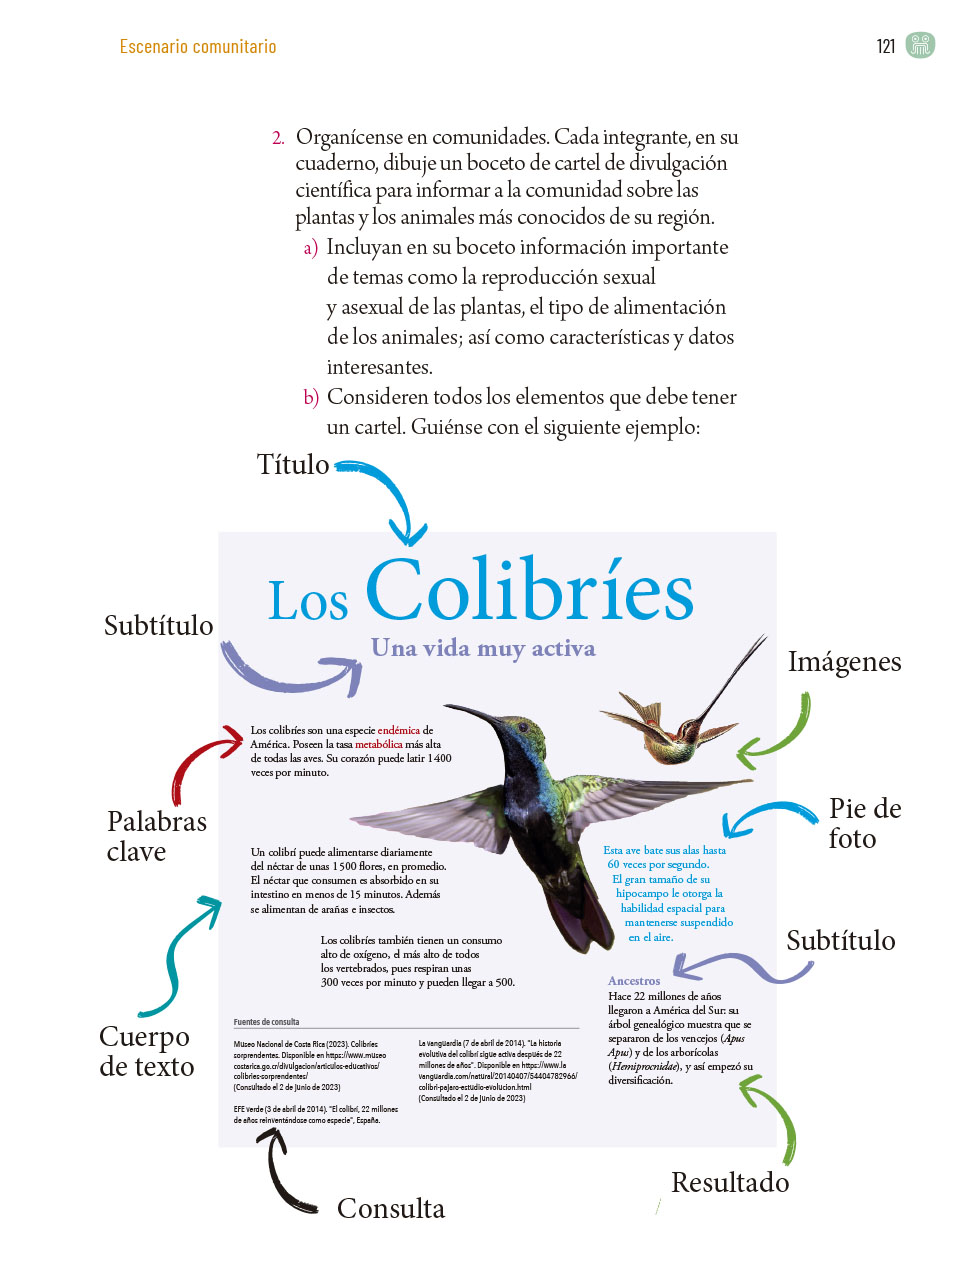 Escenario comunitario
121
2. Organícense en comunidades. Cada integrante, en su
cuaderno, dibuje un boceto de cartel de divulgación
científica para informar a la comunidad sobre las
plantas y los animales más conocidos de su región.
a) Incluyan en su boceto información importante
de temas como la reproducción sexual
y asexual de las plantas, el tipo de alimentación
de los animales; así como características y datos
interesantes.
b) Consideren todos los elementos que debe tener
un cartel. Guiénse con el siguiente ejemplo:
Título
Los Colibríes
Subtítulo
Una vida muy activa
Imágenes
Los colibríes son una especie endémica de
América. Poseen la tasa metabólica más alta
de todas las aves. Su corazón puede latir 1400
veces por minuto.
Palabras
clave
Pie de
foto
Un colibrí puede alimentarse diariamente
del néctar de unas 1500 flores, en promedio.
El néctar que consumen es absorbido en su
intestino en menos de 15 minutos. Además
se alimentan de arañas e insectos.
Esta ave bate sus alas hasta
60 veces por segundo.
El gran tamaño de su
hipocampo le otorga la
habilidad espacial para
mantenerse suspendido
en el aire.
Los colibríes también tienen un consumo
alto de oxígeno, el más alto de todos
los vertebrados, pues respiran unas
300 veces por minuto y pueden llegar a 500.
Subtítulo
Ancestros
Hace 22 millones de años
llegaron a América del Sur: su
árbol genealógico muestra que se
separaron de los vencejos (Apus
Apus) y de los arborícolas
(Hemiprocnidae), y así empezó su
diversificación.
Cuerpo
de texto
Fuentes de consulta
Museo Nacional de Costa Rica (2023). Colibríes
sorprendentes. Disponible en https://www.museo
costarica.go.cr/divulgacion/articulos-educativos/
colibries-sorprendentes/
(Consultado el 2 de junio de 2023)
EFE verde (3 de abril de 2014). "El colibrí, 22 millones
de años reinventándose como especie", España.
La vanguardia (7 de abril de 2014). "La historia
evolutiva del colibrí sigue activa después de 22
millones de años". Disponible en https://www.la
vanguardia.com/natural/20140407/54404782966/
colibri-pajaro-estudio-evolucion.html
(Consultado el 2 de junio de 2023)
Resultado
Consulta